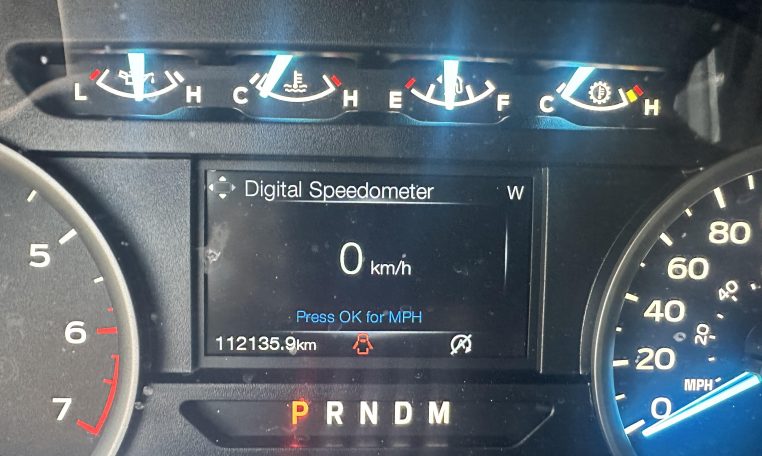 L H C H E F C H
Digital Speedometer W
0 km/h
Press OK for MPH
112135.9km
5
6
7
80
60
40
20
0
40
20
MPH
P R N D M